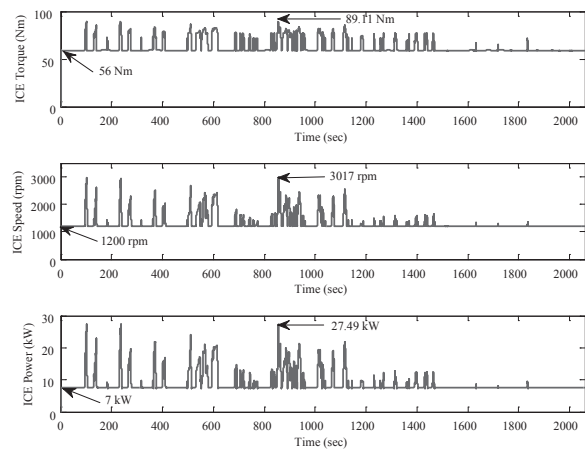 100
50
0
ICE Torque (Nm)
89.11 Nm
56 Nm
0 200 400 600 800 1000 1200 1400 1600 1800 2000
Time (sec)
3000
2000
1000
0
ICE Speed (rpm)
3017 rpm
1200 rpm
0 200 400 600 800 1000 1200 1400 1600 1800 2000
Time (sec)
30
20
10
0
ICE Power (kW)
27.49 kW
7 kW
0 200 400 600 800 1000 1200 1400 1600 1800 2000
Time (sec)